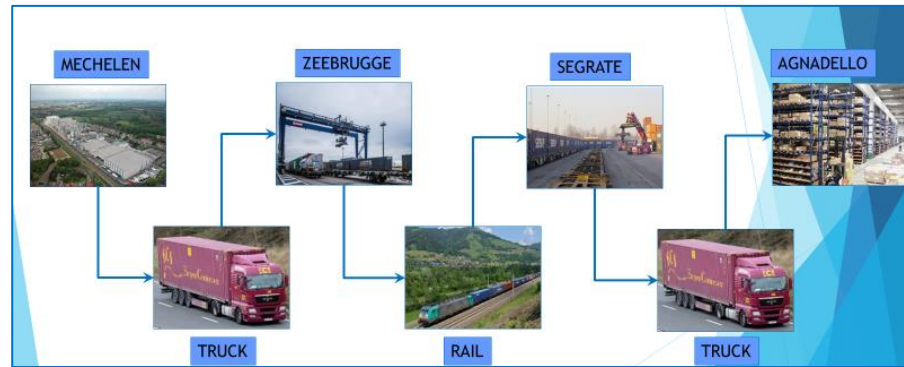 MECHELEN
ZEEBRUGGE
SEGRATE
AGNADELLO
TRUCK
RAIL
TRUCK